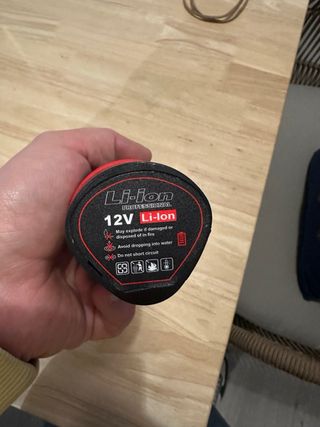 Li-ion
PROFESSIONAL
12V Li-Ion
May explode if damaged or
disposed of in fire
Avoid dropping into water
Do not short circuit